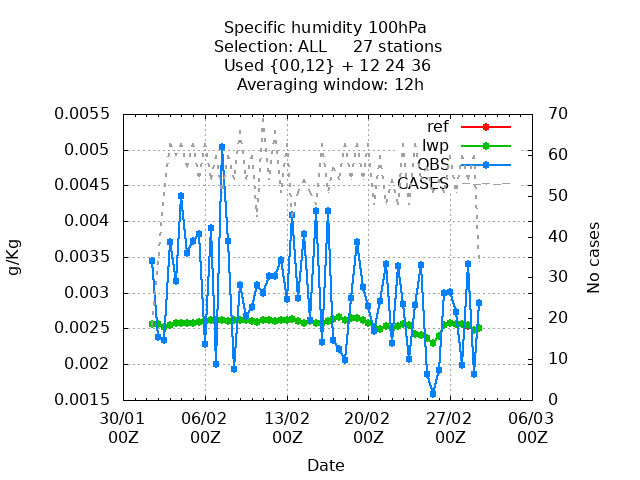 Specific humidity 100hPa
Selection: ALL     27 stations
Used {00,12} + 12 24 36
Averaging window: 12h
ref
lwp
OBS
CASES
g/Kg
0.0055
0.005
0.0045
0.004
0.0035
0.003
0.0025
0.002
0.0015
70
60
50
40
30
20
10
0
No cases
30/01 06/02 13/02 20/02 27/02 06/03
00Z 00Z 00Z 00Z 00Z 00Z
Date